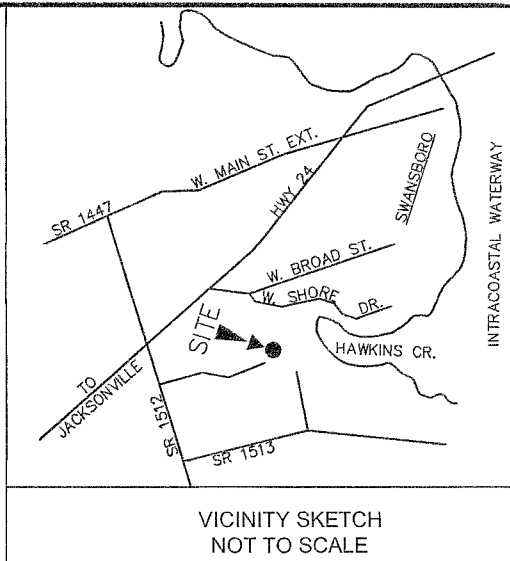 W. MAIN ST. EXT.
SR 1447
HWY 24
SWANSBORO
INTRACOASTAL WATERWAY
W. BROAD ST.
W. SHORE DR.
SITE
HAWKINS CR.
TO
JACKSONVILLE
SR 1512
SR 1513
VICINITY SKETCH
NOT TO SCALE